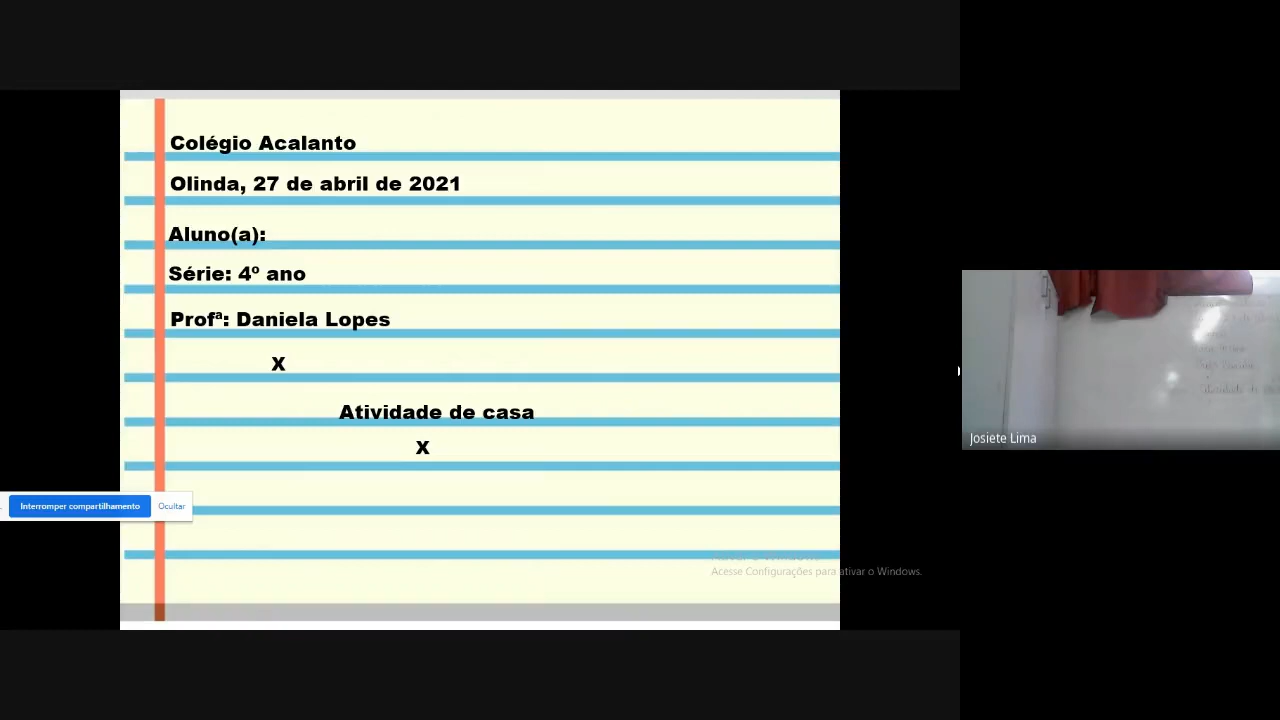 Colégio Acalanto
Olinda, 27 de abril de 2021
Aluno(a):
Série: 4º ano
Profª: Daniela Lopes
X
Atividade de casa
X
Interromper compartilhamento
Ocultar
Acesse Configurações para ativar o Windows.
Josiete Lima